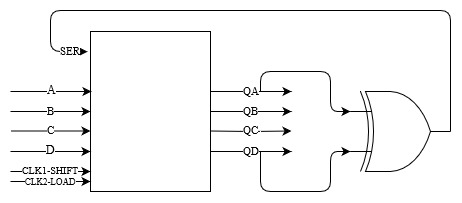 SER
A QA
B QB
C QC
D QD
CLK1-SHIFT
CLK2-LOAD